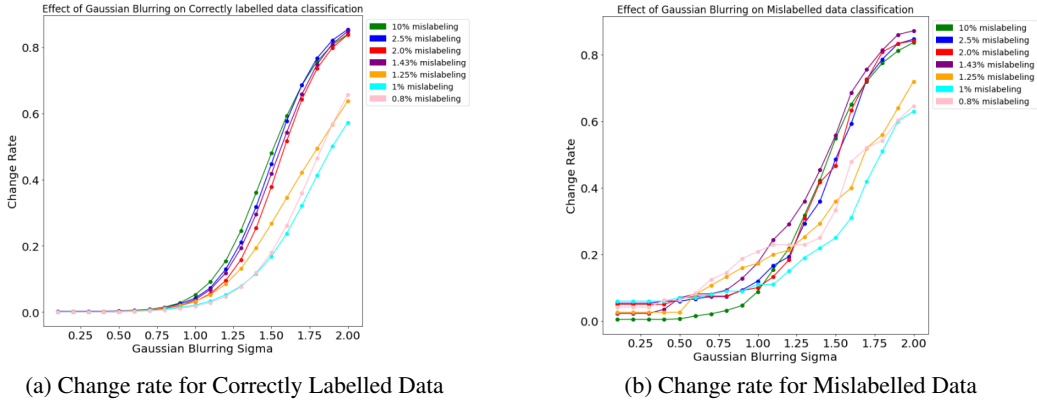 Effect of Gaussian Blurring on Correctly labelled data classification
Change Rate
0.8
0.6
0.4
0.2
0.0
0.25 0.50 0.75 1.00 1.25 1.50 1.75 2.00
Gaussian Blurring Sigma
10% mislabeling
2.5% mislabeling
2.0% mislabeling
1.43% mislabeling
1.25% mislabeling
1% mislabeling
0.8% mislabeling
(a) Change rate for Correctly Labelled Data
Effect of Gaussian Blurring on Mislabelled data classification
Change Rate
0.8
0.6
0.4
0.2
0.0
0.25 0.50 0.75 1.00 1.25 1.50 1.75 2.00
Gaussian Blurring Sigma
10% mislabeling
2.5% mislabeling
2.0% mislabeling
1.43% mislabeling
1.25% mislabeling
1% mislabeling
0.8% mislabeling
(b) Change rate for Mislabelled Data